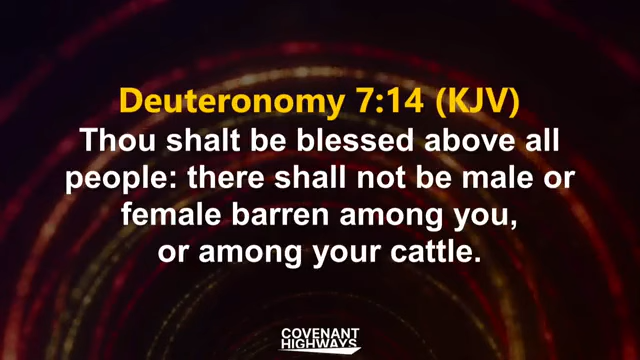 Deuteronomy 7:14 (KJV)
Thou shalt be blessed above all
people: there shall not be male or
female barren among you,
or among your cattle.
COVENANT
HIGHWAYS